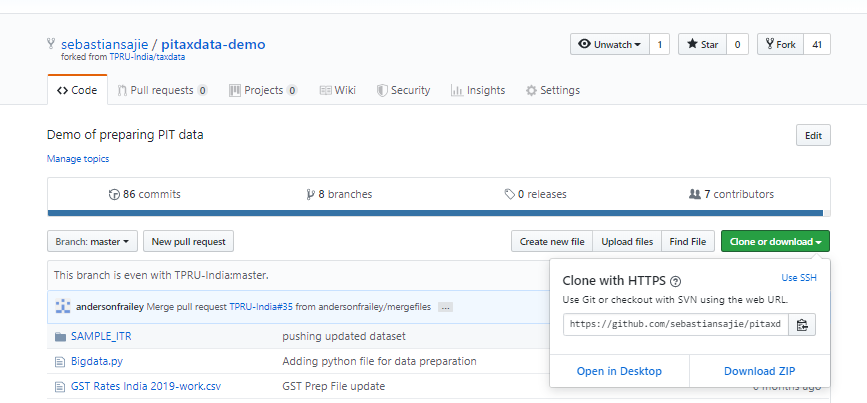 sebastiansajie / pitaxdata-demo
forked from TPRU-India/taxdata
Unwatch 1 Star 0 Fork 41
Code Pull requests 0 Projects 0 Wiki Security Insights Settings
Demo of preparing PIT data Edit
Manage topics
86 commits 8 branches 0 releases 7 contributors
Branch: master New pull request Create new file Upload files Find File Clone or download
This branch is even with TPRU-India:master.
Clone with HTTPS ? Use SSH
Use Git or checkout with SVN using the web URL.
andersonfrailey Merge pull request TPRU-India#35 from andersonfrailey/mergefiles ...
https://github.com/sebastiansajie/pitaxd
SAMPLE_ITR pushing updated dataset
Bigdata.py Adding python file for data preparation
Open in Desktop Download ZIP
GST Rates India 2019-work.csv GST Prep File update